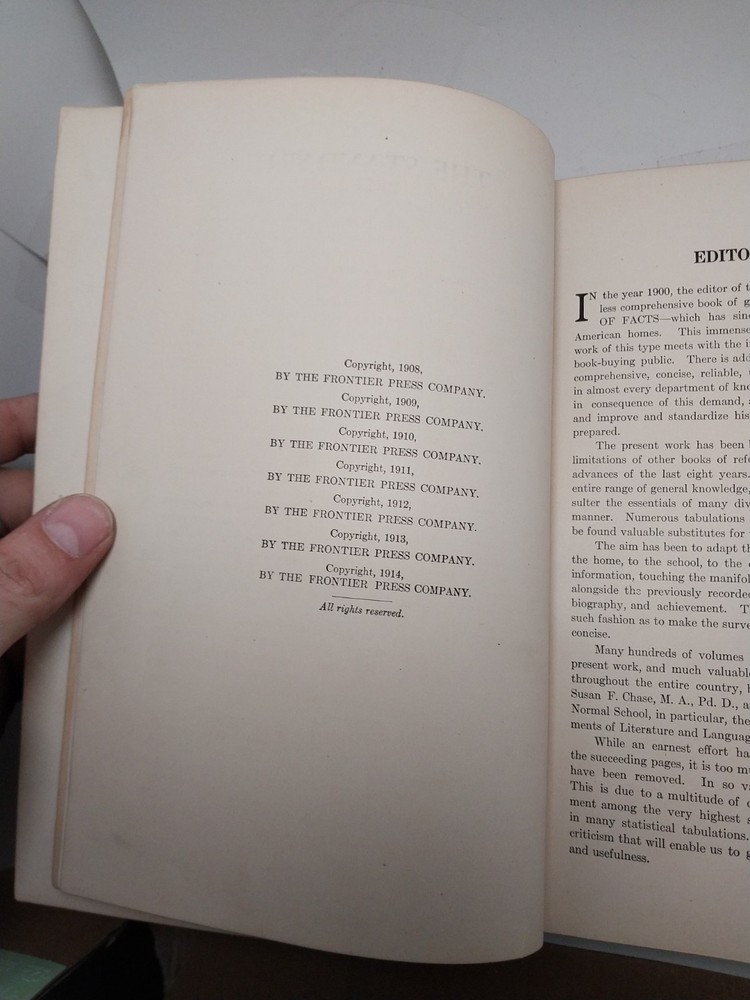 Copyright, 1908,
BY THE FRONTIER PRESS COMPANY.
Copyright, 1909,
BY THE FRONTIER PRESS COMPANY.
Copyright, 1910,
BY THE FRONTIER PRESS COMPANY.
Copyright, 1911,
BY THE FRONTIER PRESS COMPANY.
Copyright, 1912,
BY THE FRONTIER PRESS COMPANY.
Copyright, 1913,
BY THE FRONTIER PRESS COMPANY.
Copyright, 1914,
BY THE FRONTIER PRESS COMPANY.
All rights reserved.
EDITO
IN the year 1900, the editor of t
less comprehensive book of g
OF FACTS—which has sinc
American homes. This immense
work of this type meets with the i
book-buying public. There is add
comprehensive, concise, reliable,
in almost every department of kno
in consequence of this demand, a
and improve and standardize his
prepared.
The present work has been
limitations of other books of refe
advances of the last eight years.
entire range of general knowledge,
sulter the essentials of many div
manner. Numerous tabulations
be found valuable substitutes for
The aim has been to adapt th
the home, to the school, to the
information, touching the manifol
alongside the previously recorde
biography, and achievement. T
such fashion as to make the surve
concise.
Many hundreds of volumes
present work, and much valuable
throughout the entire country, b
Susan F. Chase, M. A., Pd. D., a
Normal School, in particular, the
ments of Literature and Languag
While an earnest effort ha
the succeeding pages, it is too mu
have been removed. In so va
This is due to a multitude of c
ment among the very highest s
in many statistical tabulations.
criticism that will enable us to g
and usefulness.